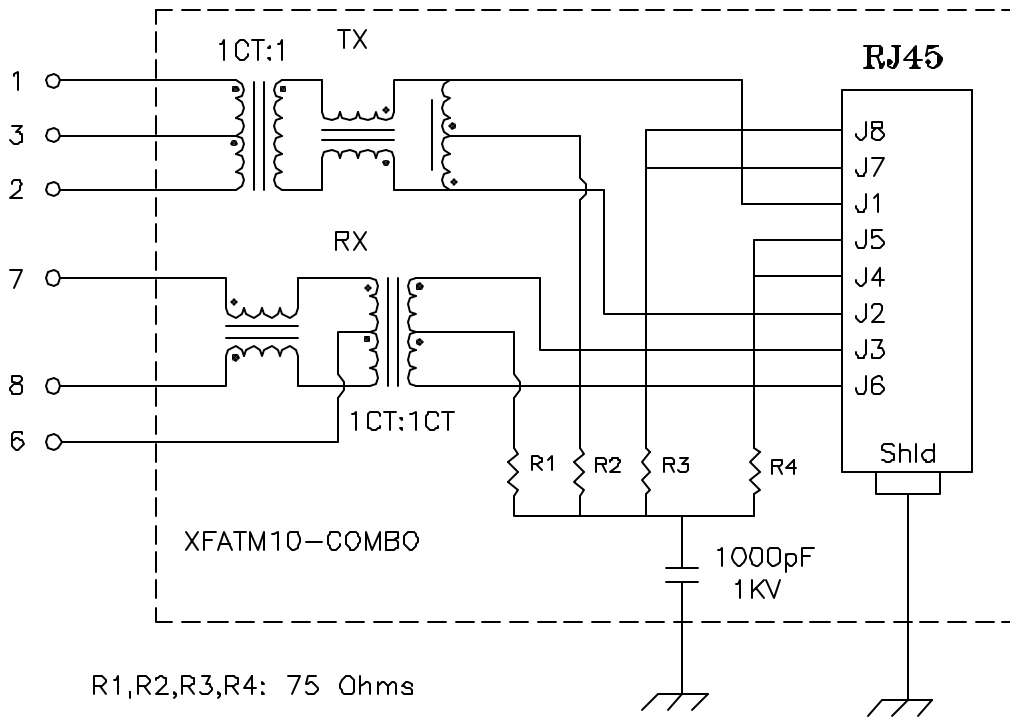 TX
1CT:1
RJ45
1
3
2
J8
J7
J1
J5
J4
J2
J3
J6
Shld
RX
7
8
6
1CT:1CT
R1
R2
R3
R4
XFATM10-COMBO
1000pF
1KV
R1,R2,R3,R4: 75 Ohms